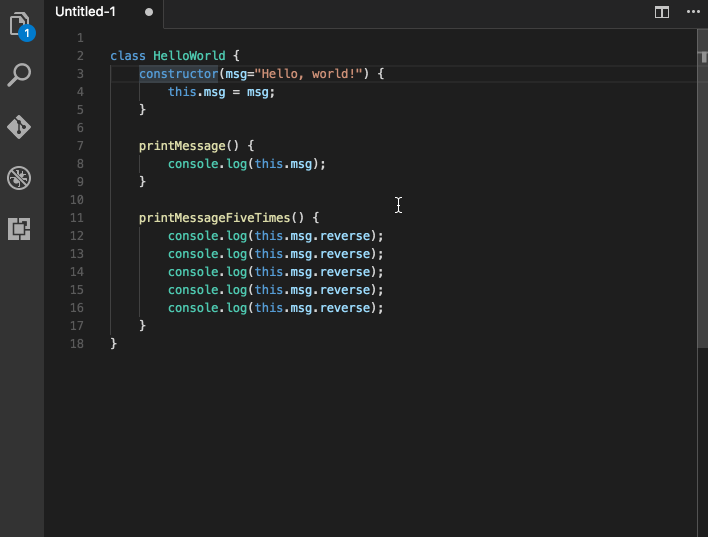 Untitled-1
1
1
2 class HelloWorld {
3 constructor(msg="Hello, world!") {
4 this.msg = msg;
5 }
6
7 printMessage() {
8 console.log(this.msg);
9 }
10
11 printMessageFiveTimes() {
12 console.log(this.msg.reverse);
13 console.log(this.msg.reverse);
14 console.log(this.msg.reverse);
15 console.log(this.msg.reverse);
16 console.log(this.msg.reverse);
17 }
18 }